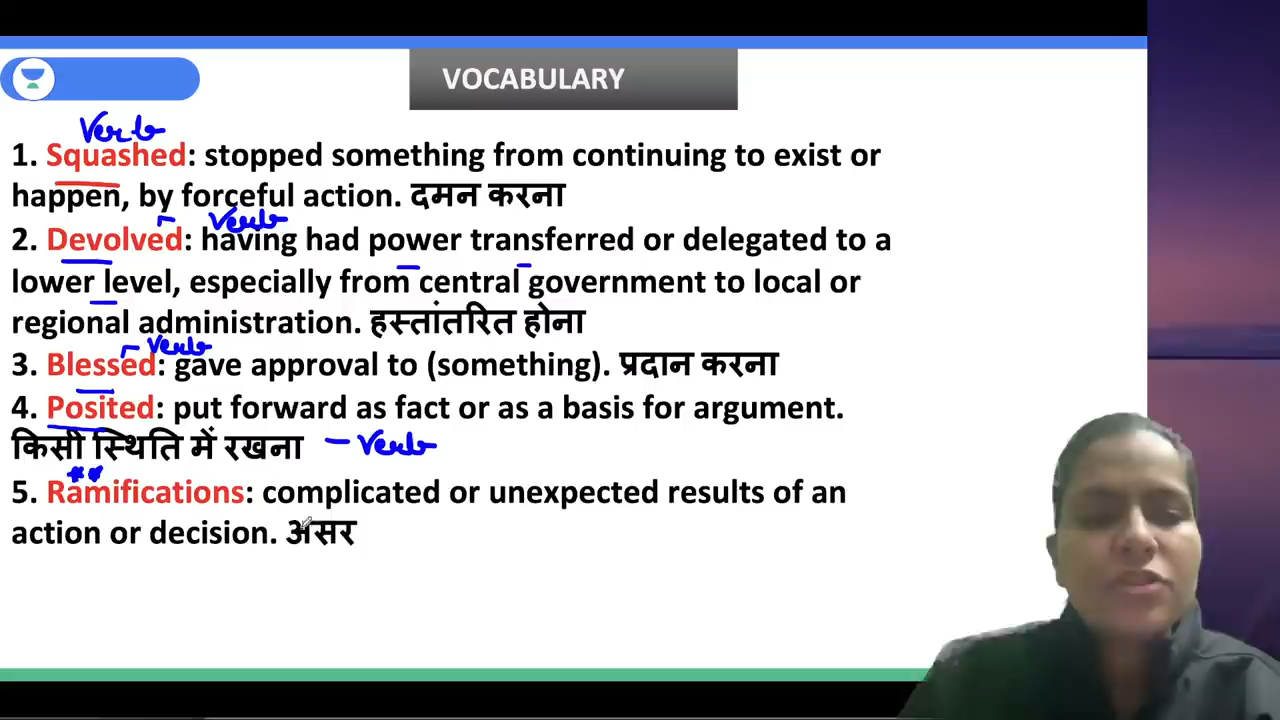 VOCABULARY
Verb
1. Squashed: stopped something from continuing to exist or
happen, by forceful action. दमन करना
Verb
2. Devolved: having had power transferred or delegated to a
lower level, especially from central government to local or
regional administration. हस्तांतरित होना
Verb
3. Blessed: gave approval to (something). प्रदान करना
4. Posited: put forward as fact or as a basis for argument.
किसी स्थिति में रखना - Verb
**
5. Ramifications: complicated or unexpected results of an
action or decision. असर